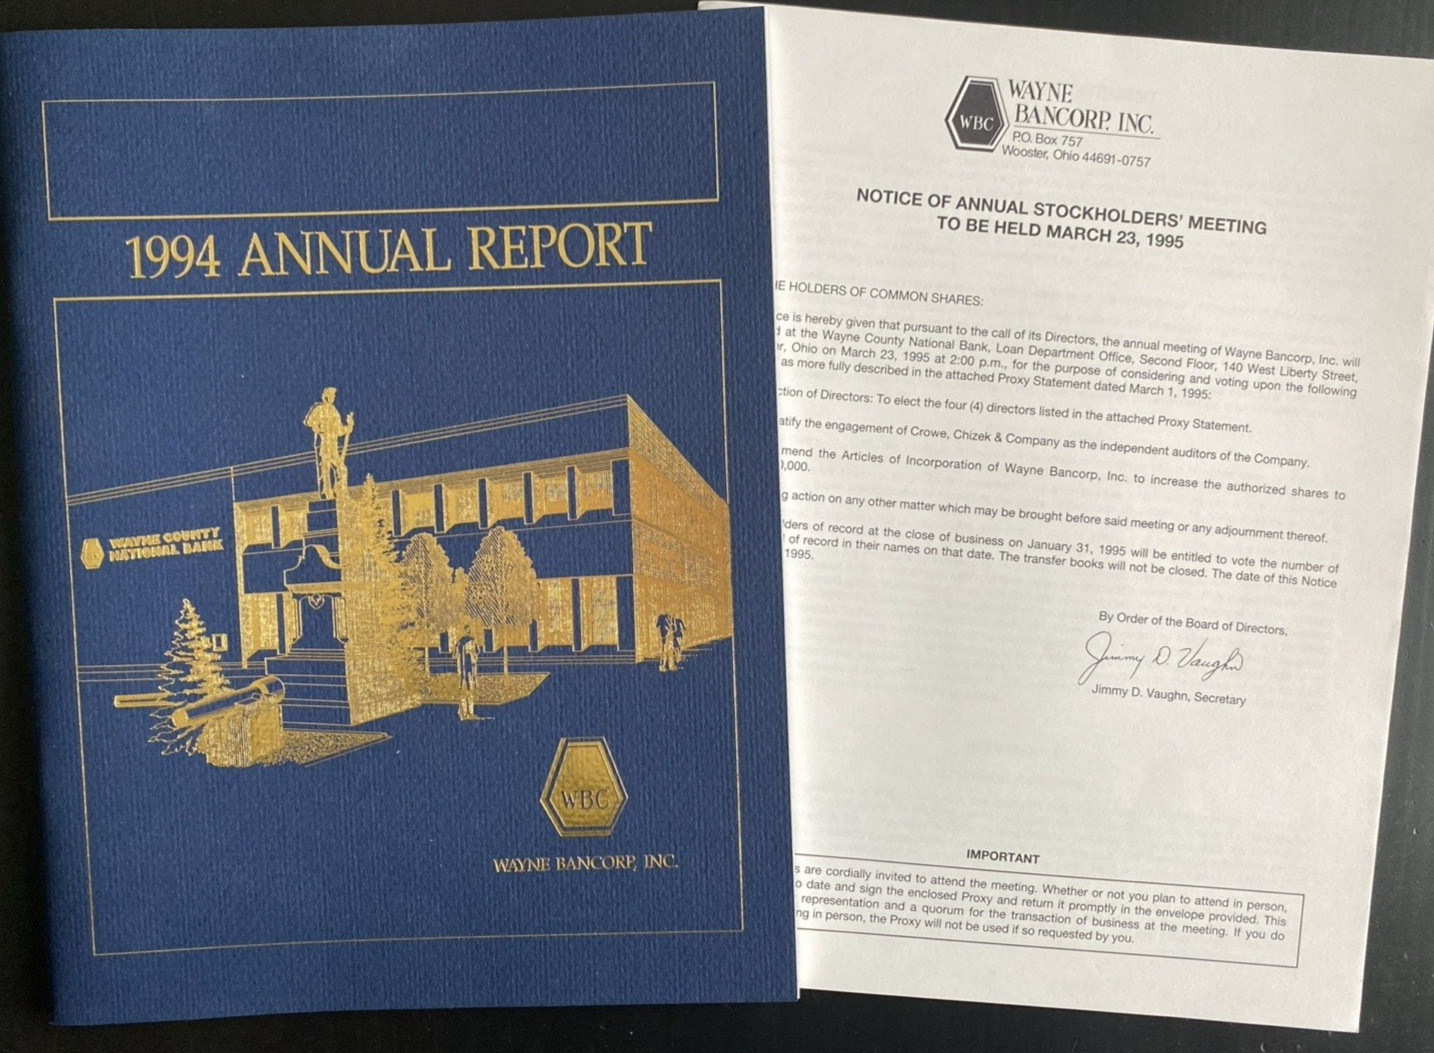 1994 ANNUAL REPORT
WAYNE COUNTY
NATIONAL BANK
WBC
WAYNE BANCORP, INC.
WBC
WAYNE
BANCORP, INC.
P.O. Box 757
Wooster, Ohio 44691-0757
NOTICE OF ANNUAL STOCKHOLDERS' MEETING
TO BE HELD MARCH 23, 1995
HOLDERS OF COMMON SHARES:
is hereby given that pursuant to the call of its Directors, the annual meeting of Wayne Bancorp, Inc. will
at the Wayne County National Bank, Loan Department Office, Second Floor, 140 West Liberty Street,
Ohio on March 23, 1995 at 2:00 p.m., for the purpose of considering and voting upon the following
as more fully described in the attached Proxy Statement dated March 1, 1995:
of Directors: To elect the four (4) directors listed in the attached Proxy Statement.
the engagement of Crowe, Chizek & Company as the independent auditors of the Company.
mend the Articles of Incorporation of Wayne Bancorp, Inc. to increase the authorized shares to
,000.
g action on any other matter which may be brought before said meeting or any adjournment thereof.
ders of record at the close of business on January 31, 1995 will be entitled to vote the number of
of record in their names on that date. The transfer books will not be closed. The date of this Notice
1995.
By Order of the Board of Directors,
Jimmy D. Vaughn
Jimmy D. Vaughn, Secretary
IMPORTANT
s are cordially invited to attend the meeting. Whether or not you plan to attend in person,
o date and sign the enclosed Proxy and return it promptly in the envelope provided. This
representation and a quorum for the transaction of business at the meeting. If you do
ng in person, the Proxy will not be used if so requested by you.